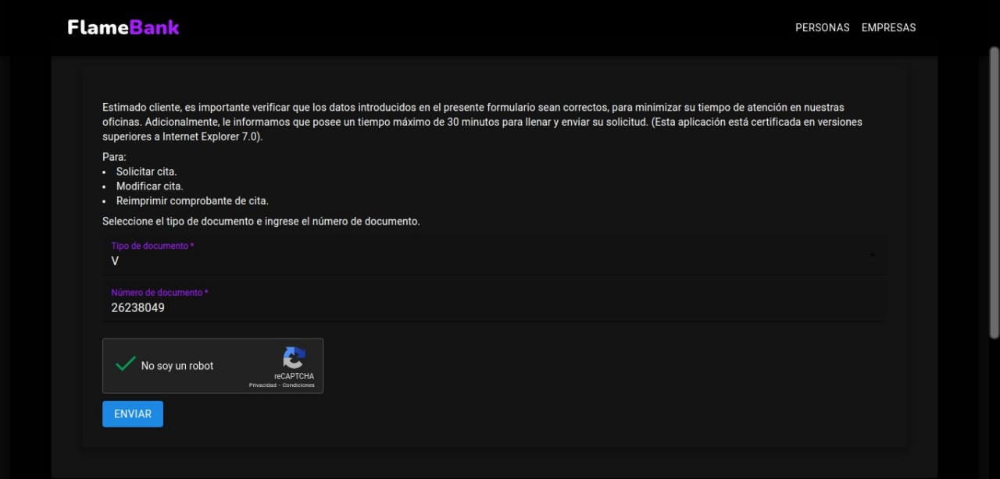 FlameBank
PERSONAS EMPRESAS
Estimado cliente, es importante verificar que los datos introducidos en el presente formulario sean correctos, para minimizar su tiempo de atención en nuestras
oficinas. Adicionalmente, le informamos que posee un tiempo máximo de 30 minutos para llenar y enviar su solicitud. (Esta aplicación está certificada en versiones
superiores a Internet Explorer 7.0).
Para:
• Solicitar cita.
• Modificar cita.
• Reimprimir comprobante de cita.
Seleccione el tipo de documento e ingrese el número de documento.
Tipo de documento *
V
Número de documento *
26238049
No soy un robot
reCAPTCHA
Privacidad - Condiciones
ENVIAR